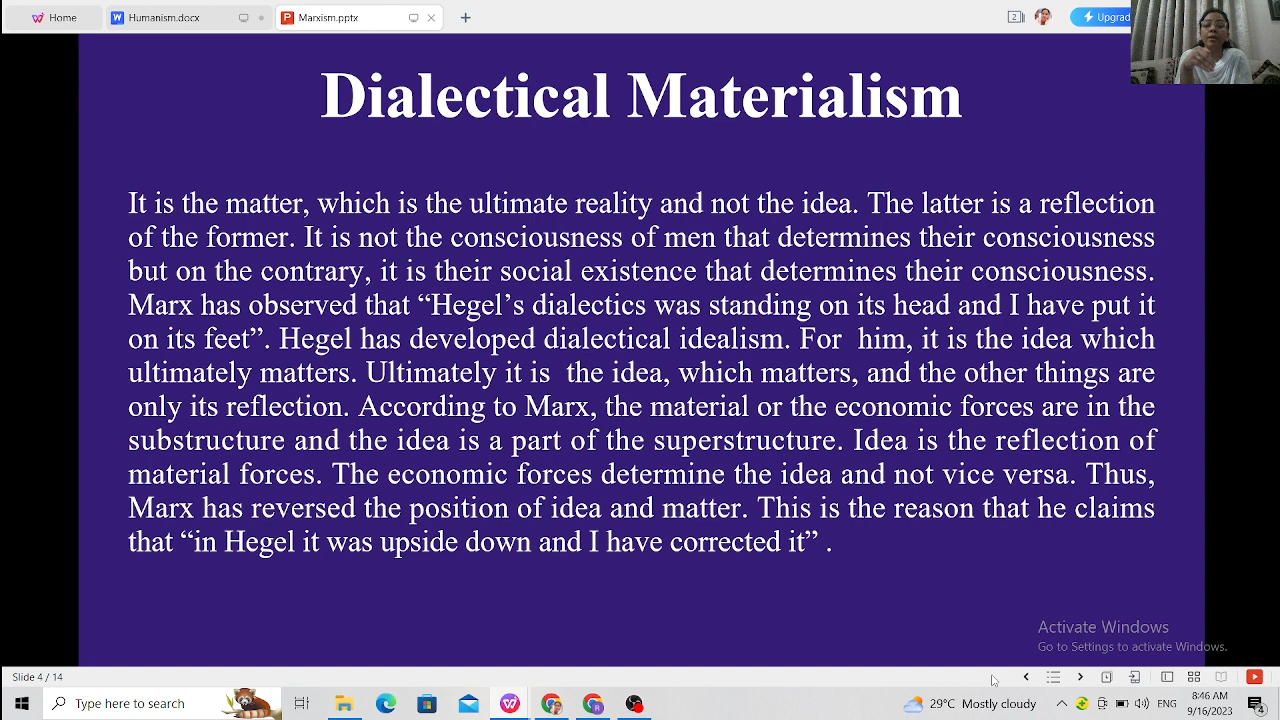 Home
Humanism.docx
Marxism.pptx
2
Upgrad
Dialectical Materialism
It is the matter, which is the ultimate reality and not the idea. The latter is a reflection
of the former. It is not the consciousness of men that determines their consciousness
but on the contrary, it is their social existence that determines their consciousness.
Marx has observed that “Hegel’s dialectics was standing on its head and I have put it
on its feet”. Hegel has developed dialectical idealism. For him, it is the idea which
ultimately matters. Ultimately it is the idea, which matters, and the other things are
only its reflection. According to Marx, the material or the economic forces are in the
substructure and the idea is a part of the superstructure. Idea is the reflection of
material forces. The economic forces determine the idea and not vice versa. Thus,
Marx has reversed the position of idea and matter. This is the reason that he claims
that “in Hegel it was upside down and I have corrected it” .
Activate Windows
Go to Settings to activate Windows.
Slide 4 / 14
Type here to search
29°C Mostly cloudy
ENG
8:46 AM
9/16/2023
4